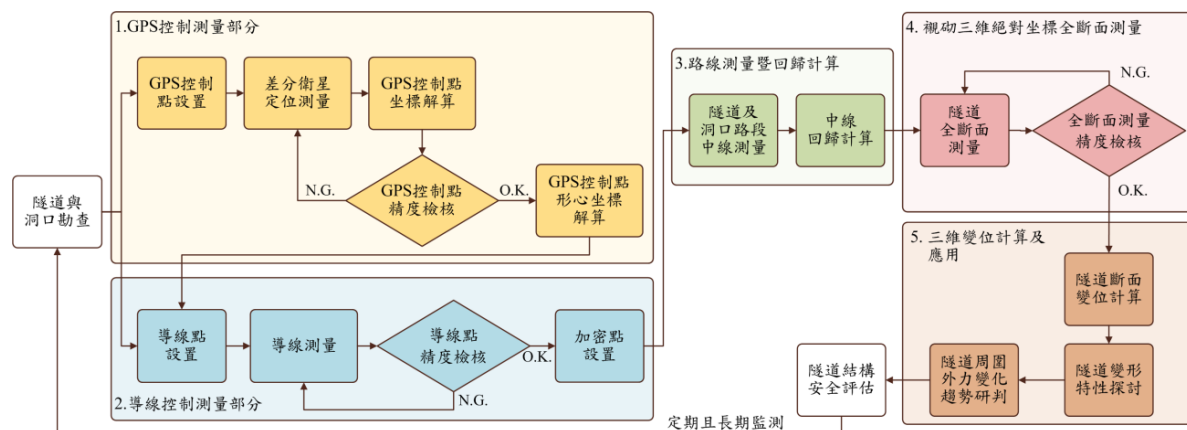 隧道與
洞口勘查
1.GPS控制測量部分
GPS控制
點設置
差分衛星
定位測量
GPS控制點
坐標解算
N.G.
GPS控制點
精度檢核
O.K.
GPS控制點
形心坐標
解算
導線點
設置
導線測量
導線點
精度檢核
O.K.
N.G.
加密點
設置
2.導線控制測量部分
3.路線測量暨回歸計算
隧道及
洞口路段
中線測量
中線
回歸計算
4. 襯砌三維絕對坐標全斷面測量
N.G.
隧道
全斷面
測量
全斷面測量
精度檢核
O.K.
5. 三維變位計算及
應用
隧道斷面
變位計算
隧道變形
特性探討
隧道周圍
外力變化
趨勢研判
隧道結構
安全評估
定期且長期監測